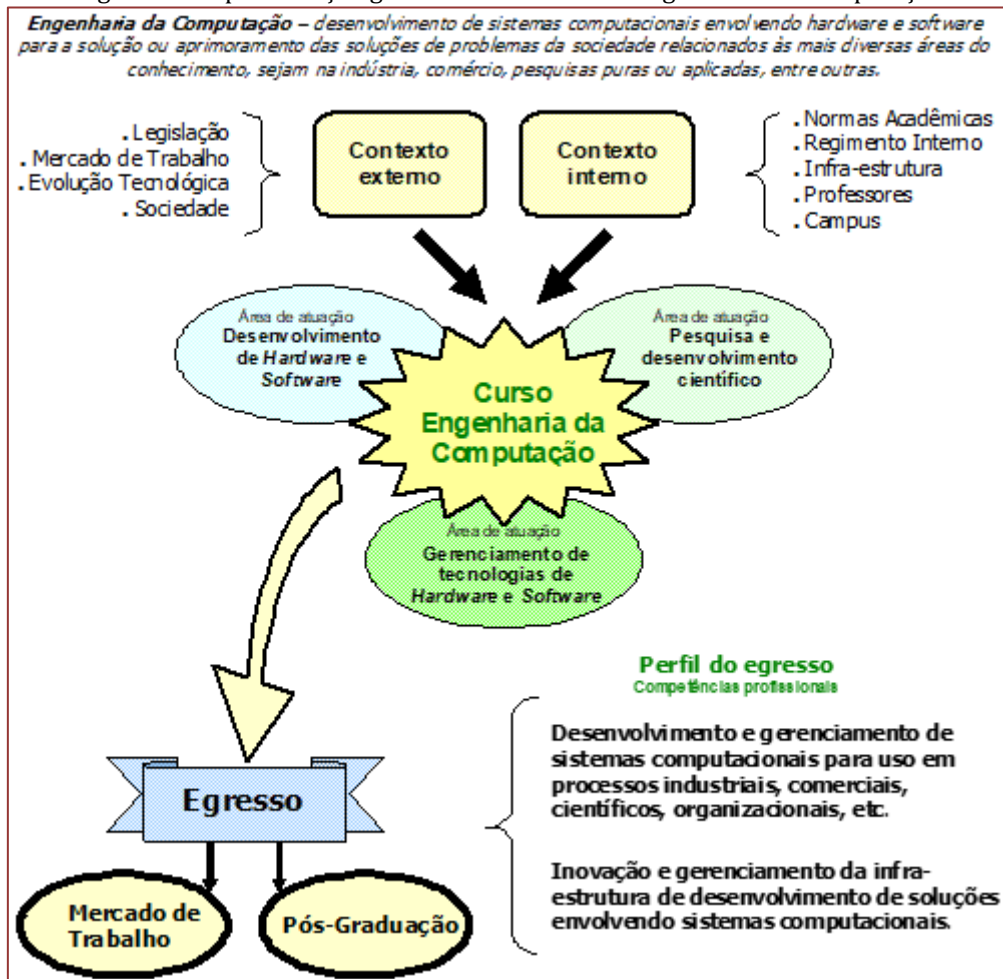 Engenharia da Computação – desenvolvimento de sistemas computacionais envolvendo hardware e software
para a solução ou aprimoramento das soluções de problemas da sociedade relacionados às mais diversas áreas do
conhecimento, sejam na indústria, comércio, pesquisas puras ou aplicadas, entre outras.
. Legislação
. Mercado de Trabalho
. Evolução Tecnológica
. Sociedade
Contexto
externo
Contexto
interno
. Normas Acadêmicas
. Regimento Interno
. Infra-estrutura
. Professores
. Campus
Área de atuação
Desenvolvimento
de Hardware e
Software
Área de atuação
Pesquisa e
desenvolvimento
científico
Curso
Engenharia da
Computação
Área de atuação
Gerenciamento de
tecnologias de
Hardware e Software
Perfil do egresso
Competências profissionais
Desenvolvimento e gerenciamento de
sistemas computacionais para uso em
processos industriais, comerciais,
científicos, organizacionais, etc.
Inovação e gerenciamento da infra-
estrutura de desenvolvimento de soluções
envolvendo sistemas computacionais.
Egresso
Mercado de
Trabalho
Pós-Graduação